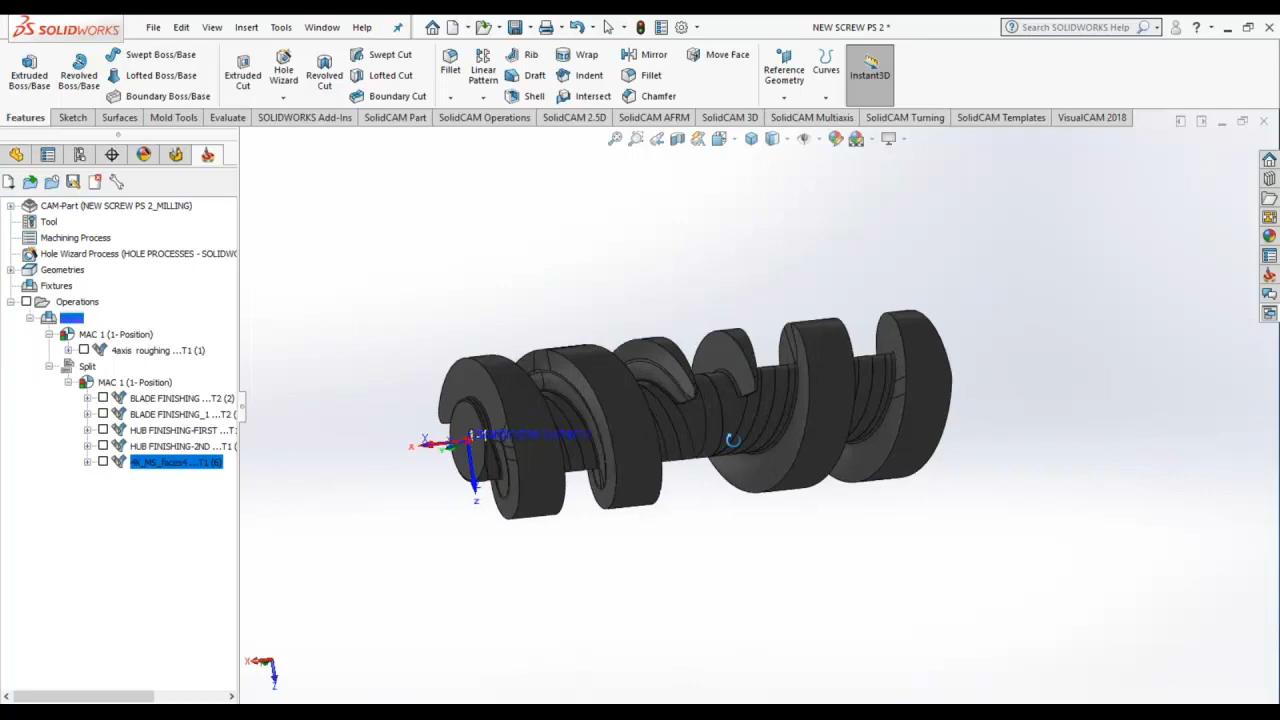 SOLIDWORKS File Edit View Insert Tools Window Help NEW SCREW PS 2 * Search SOLIDWORKS Help
Extruded Boss/Base
Revolved Boss/Base
Swept Boss/Base
Lofted Boss/Base
Boundary Boss/Base
Extruded Cut
Hole Wizard
Revolved Cut
Swept Cut
Lofted Cut
Boundary Cut
Fillet
Linear Pattern
Rib
Draft
Shell
Wrap
Indent
Intersect
Mirror
Fillet
Chamfer
Move Face
Reference Geometry
Curves
Instant3D
Features Sketch Surfaces Mold Tools Evaluate SOLIDWORKS Add-Ins SolidCAM Part SolidCAM Operations SolidCAM 2.5D SolidCAM AFRM SolidCAM 3D SolidCAM Multiaxis SolidCAM Turning SolidCAM Templates VisualCAM 2018
CAM-Part (NEW SCREW PS 2_MILLING)
Tool
Machining Process
Hole Wizard Process (HOLE PROCESSES - SOLIDWO
Geometries
Fixtures
Operations
MAC 1 (1- Position)
4axis roughing ...T1 (1)
Split
MAC 1 (1- Position)
BLADE FINISHING ...T2 (2)
BLADE FINISHING_1 ...T2 (
HUB FINISHING-FIRST ...T1
HUB FINISHING-2ND ...T1 (
4X_MS_faces4 ...T1 (6)
X
X
Y
Z
X
Z